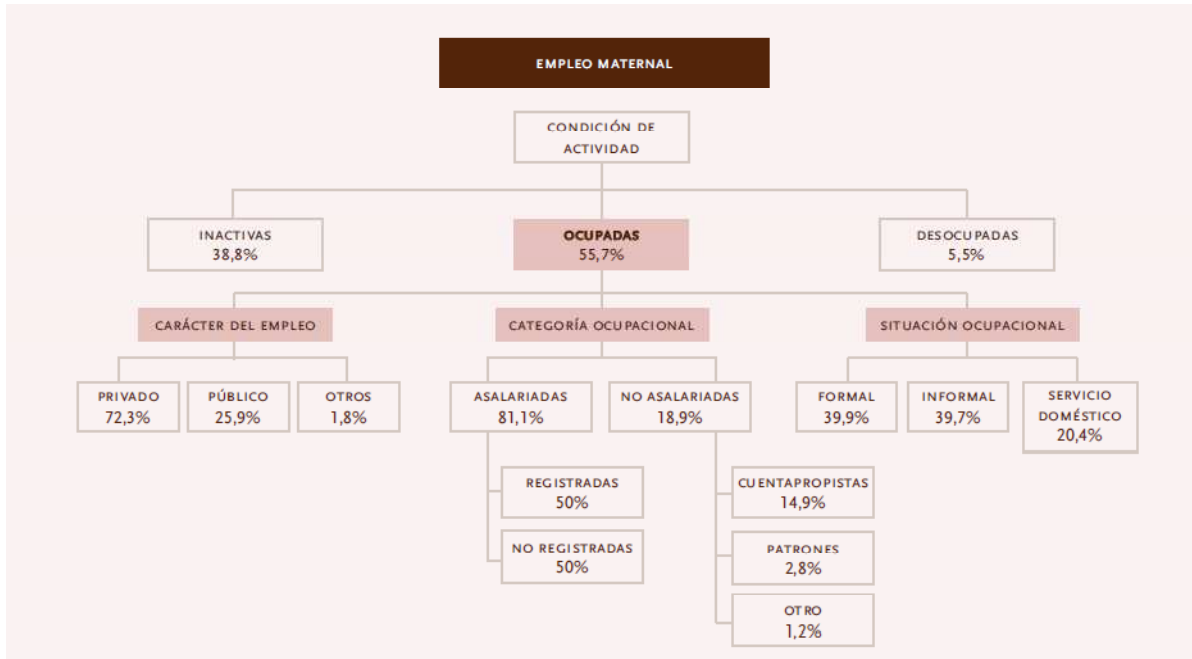 EMPLEO MATERNAL
CONDICIÓN DE
ACTIVIDAD
INACTIVAS
38,8%
OCUPADAS
55,7%
DESOCUPADAS
5,5%
CARÁCTER DEL EMPLEO
CATEGORÍA OCUPACIONAL
SITUACIÓN OCUPACIONAL
PRIVADO
72,3%
PÚBLICO
25,9%
OTROS
1,8%
ASALARIADAS
81,1%
NO ASALARIADAS
18,9%
FORMAL
39,9%
INFORMAL
39,7%
SERVICIO
DOMÉSTICO
20,4%
REGISTRADAS
50%
NO REGISTRADAS
50%
CUENTAPROPISTAS
14,9%
PATRONES
2,8%
OTRO
1,2%